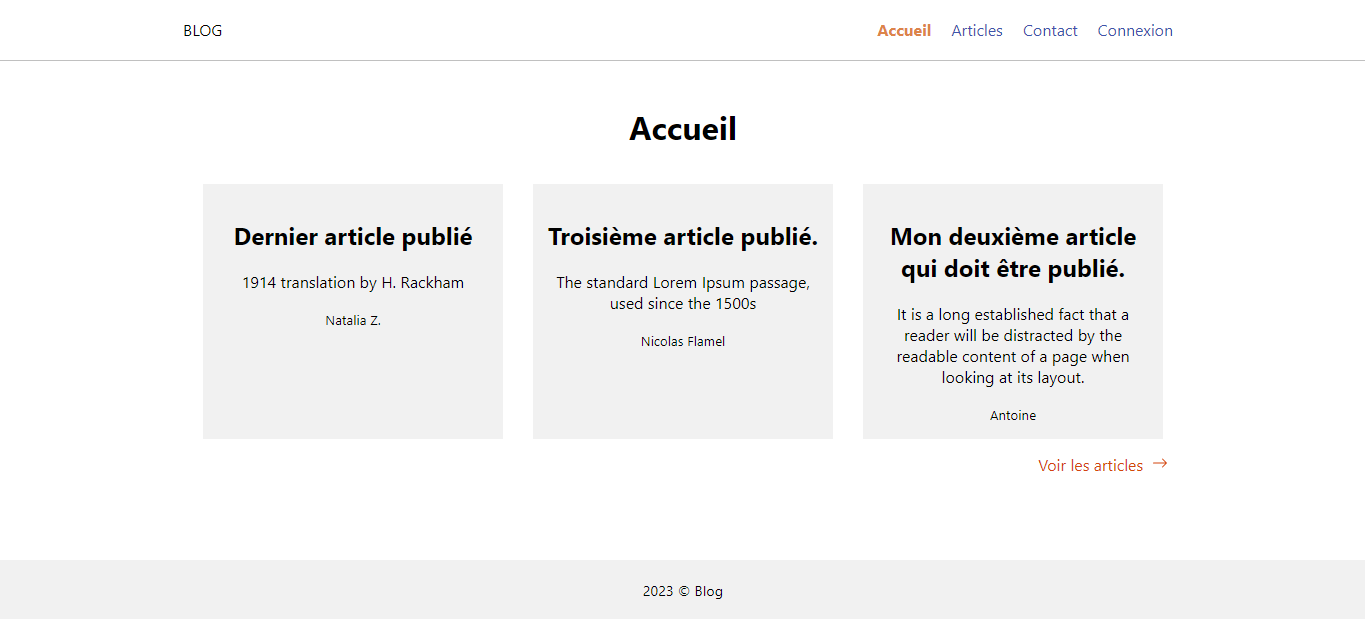 BLOG
Accueil Articles Contact Connexion
Accueil
Dernier article publié
1914 translation by H. Rackham
Natalia Z.
Troisième article publié.
The standard Lorem Ipsum passage,
used since the 1500s
Nicolas Flamel
Mon deuxième article
qui doit être publié.
It is a long established fact that a
reader will be distracted by the
readable content of a page when
looking at its layout.
Antoine
Voir les articles →
2023 © Blog